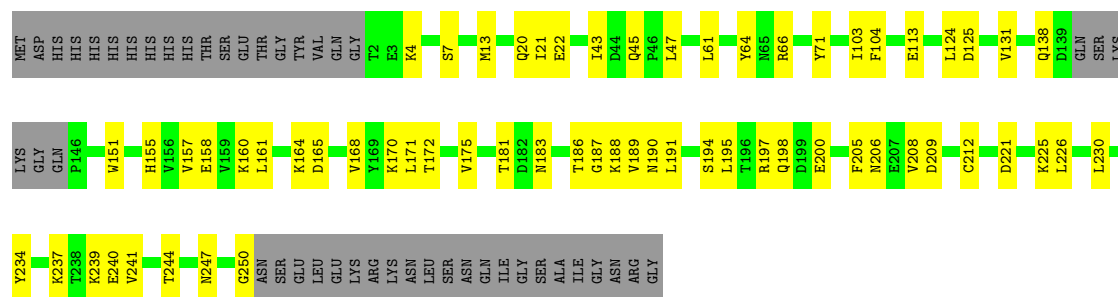 MET ASP HIS HIS HIS HIS HIS HIS HIS HIS THR SER GLU THR GLY TYR VAL GLN GLY T2 E3 K4 S7 M13 Q20 I21 E22 I43 D44 Q45 P46 L47 L61 Y64 N65 R66 Y71 I103 F104 E113 L124 D125 V131 Q138 D139 GLN SER LYS
LYS GLY GLN P146 W151 H155 V156 V157 E158 V159 K160 L161 K164 D165 V168 Y169 K170 L171 T172 V175 T181 D182 N183 T186 G187 K188 V189 N190 L191 S194 L195 T196 R197 Q198 D199 E200 F205 N206 E207 V208 D209 C212 D221 K225 L226 L230
Y234 K237 T238 K239 E240 V241 T244 N247 G250 ASN SER GLU LEU GLU LYS ARG LYS ASN LEU SER ASN GLN ILE GLY SER ALA ILE GLY ASN ARG GLY